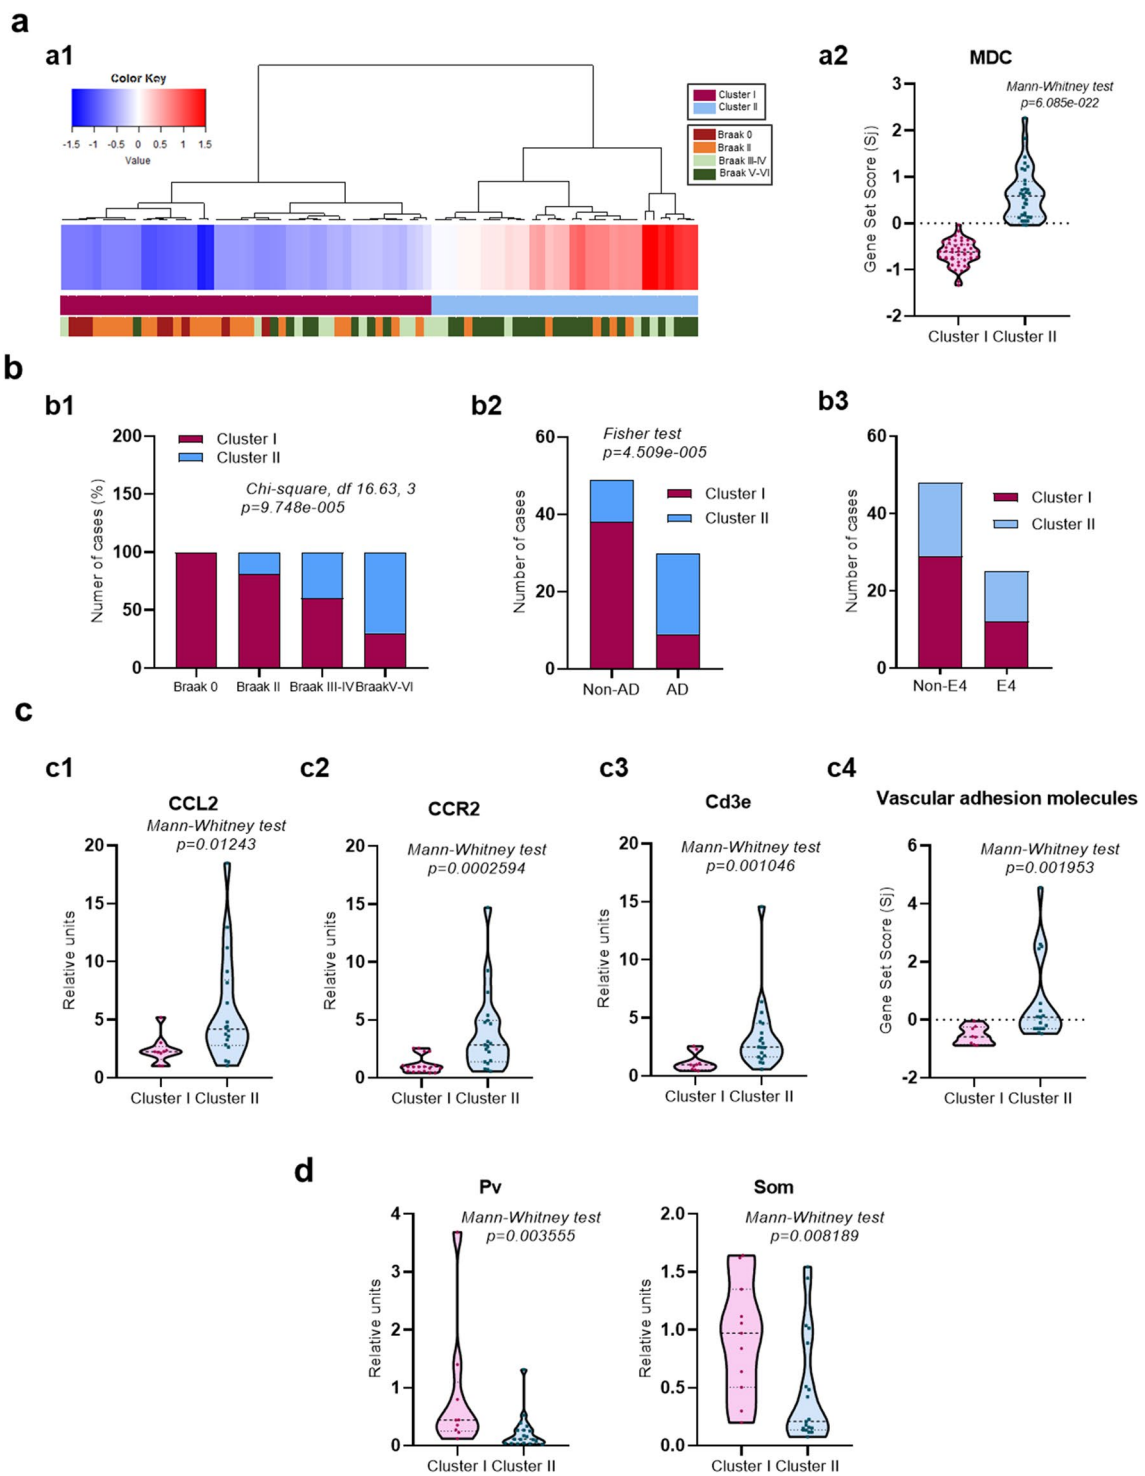 a
a1
Color Key
-1.5 -1 -0.5 0 0.5 1 1.5
Value
Cluster I
Cluster II
Braak 0
Braak II
Braak III-IV
Braak V-VI
a2
MDC
Mann-Whitney test
p=6.085e-022
Gene Set Score (Sj)
3
2
1
0
-1
-2
Cluster I Cluster II
b
b1
Numer of cases (%)
200
150
100
50
0
Cluster I
Cluster II
Chi-square, df 16.63, 3
p=9.748e-005
Braak 0 Braak II Braak III-IV BraakV-VI
b2
Number of cases
60
40
20
0
Fisher test
p=4.509e-005
Cluster I
Cluster II
Non-AD AD
b3
Number of cases
60
40
20
0
Cluster I
Cluster II
Non-E4 E4
c
c1
CCL2
Mann-Whitney test
p=0.01243
Relative units
20
15
10
5
0
Cluster I Cluster II
c2
CCR2
Mann-Whitney test
p=0.0002594
Relative units
20
15
10
5
0
Cluster I Cluster II
c3
Cd3e
Mann-Whitney test
p=0.001046
Relative units
20
15
10
5
0
Cluster I Cluster II
c4
Vascular adhesion molecules
Mann-Whitney test
p=0.001953
Gene Set Score (Sj)
6
4
2
0
-2
Cluster I Cluster II
d
Pv
Mann-Whitney test
p=0.003555
Relative units
4
3
2
1
0
Cluster I Cluster II
Som
Mann-Whitney test
p=0.008189
Relative units
2.0
1.5
1.0
0.5
0.0
Cluster I Cluster II